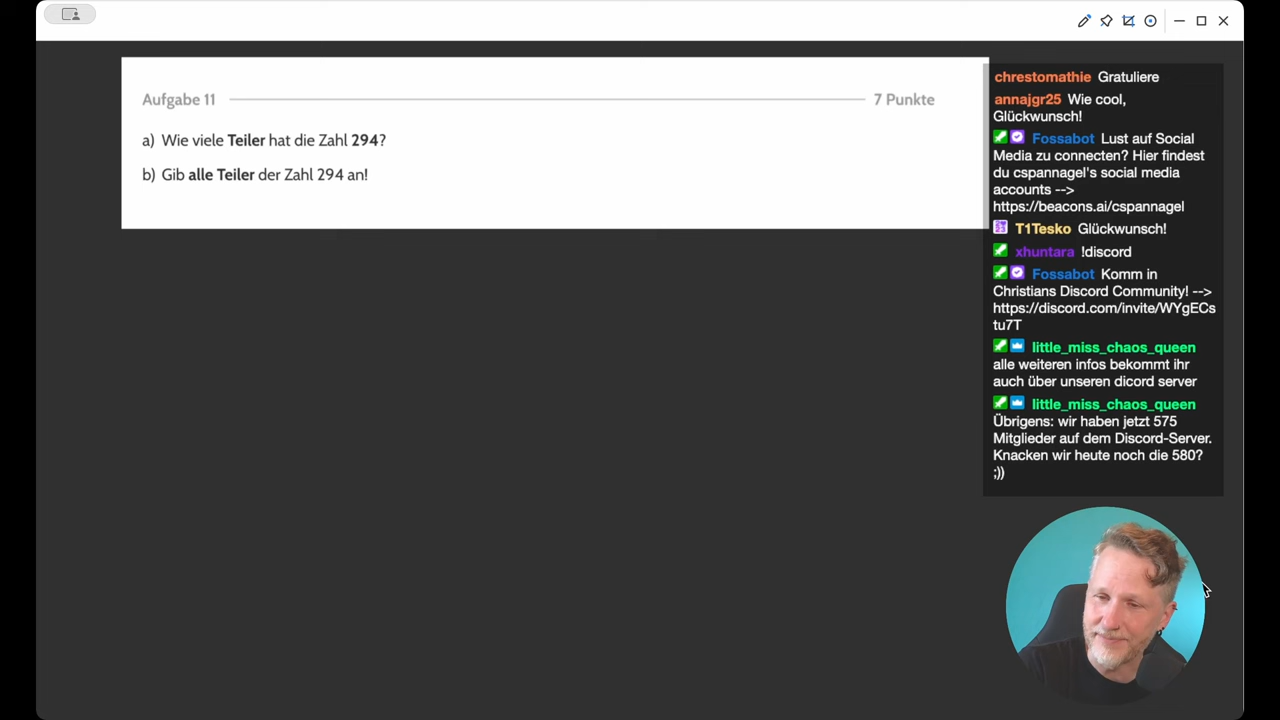 Aufgabe 11 7 Punkte
a) Wie viele Teiler hat die Zahl 294?
b) Gib alle Teiler der Zahl 294 an!
chrestomathie Gratuliere
annajgr25 Wie cool,
Glückwunsch!
Fossabot Lust auf Social
Media zu connecten? Hier findest
du cspannagel's social media
accounts -->
https://beacons.ai/cspannagel
T1Tesko Glückwunsch!
xhuntara !discord
Fossabot Komm in
Christians Discord Community! -->
https://discord.com/invite/WYgECs
tu7T
little_miss_chaos_queen
alle weiteren infos bekommt ihr
auch über unseren dicord server
little_miss_chaos_queen
Übrigens: wir haben jetzt 575
Mitglieder auf dem Discord-Server.
Knacken wir heute noch die 580?
;))